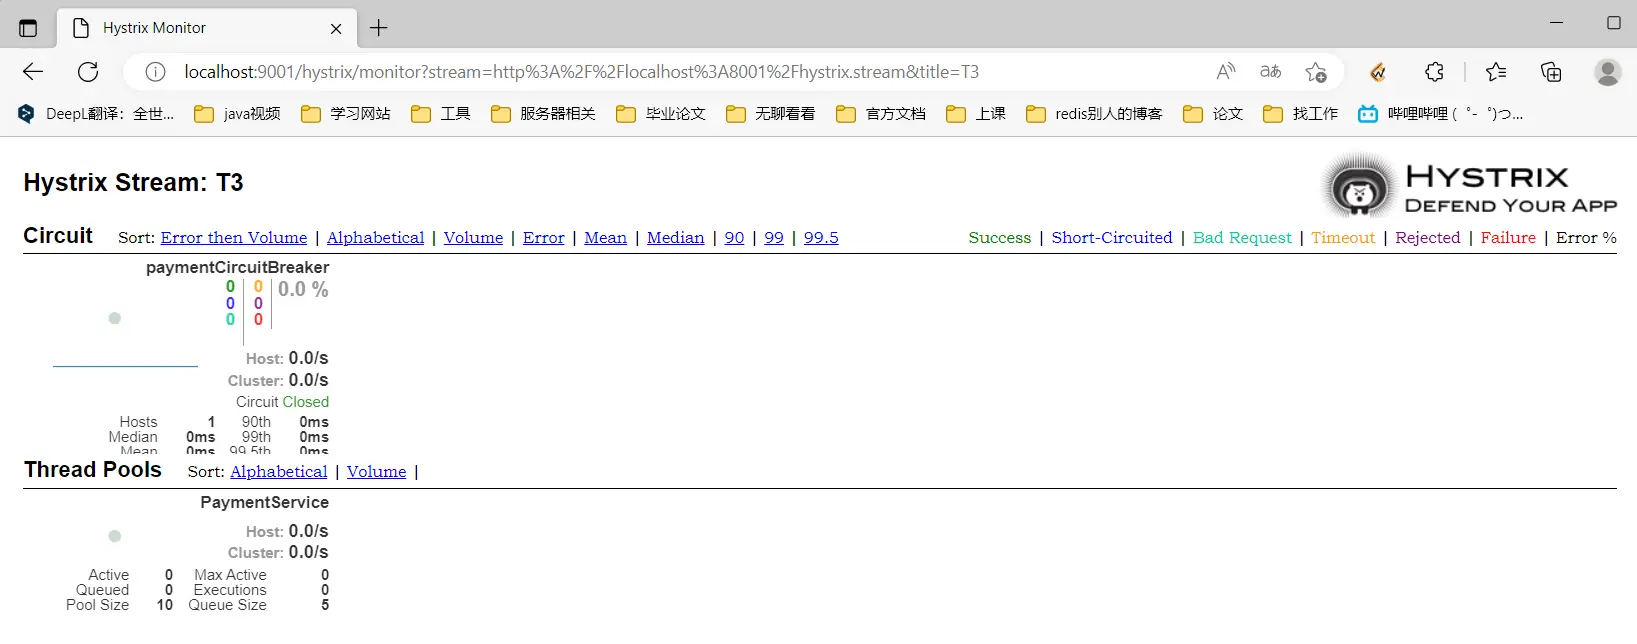 Hystrix Monitor
localhost:9001/hystrix/monitor?stream=http%3A%2F%2Flocalhost%3A8001%2Fhystrix.stream&title=T3
DeepL翻译：全世... java视频 学习网站 工具 服务器相关 毕业论文 无聊看看 官方文档 上课 redis别人的博客 论文 找工作 哔哩哔哩 (゜-゜)つ...
Hystrix Stream: T3
HYSTRIX
DEFEND YOUR APP
Circuit Sort: Error then Volume | Alphabetical | Volume | Error | Mean | Median | 90 | 99 | 99.5 Success | Short-Circuited | Bad Request | Timeout | Rejected | Failure | Error %
paymentCircuitBreaker
0 0 0.0 %
0 0
0 0
Host: 0.0/s
Cluster: 0.0/s
Circuit Closed
Hosts 1 90th 0ms
Median 0ms 99th 0ms
Mean 0ms 99.5th 0ms
Thread Pools Sort: Alphabetical | Volume |
PaymentService
Host: 0.0/s
Cluster: 0.0/s
Active 0 Max Active 0
Queued 0 Executions 0
Pool Size 10 Queue Size 5